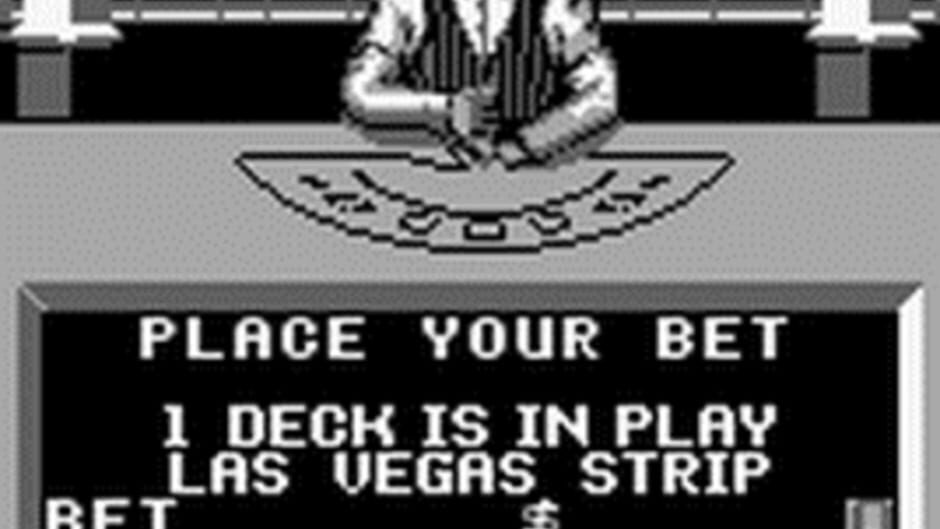 PLACE YOUR BET
1 DECK IS IN PLAY
LAS VEGAS STRIP
BET $